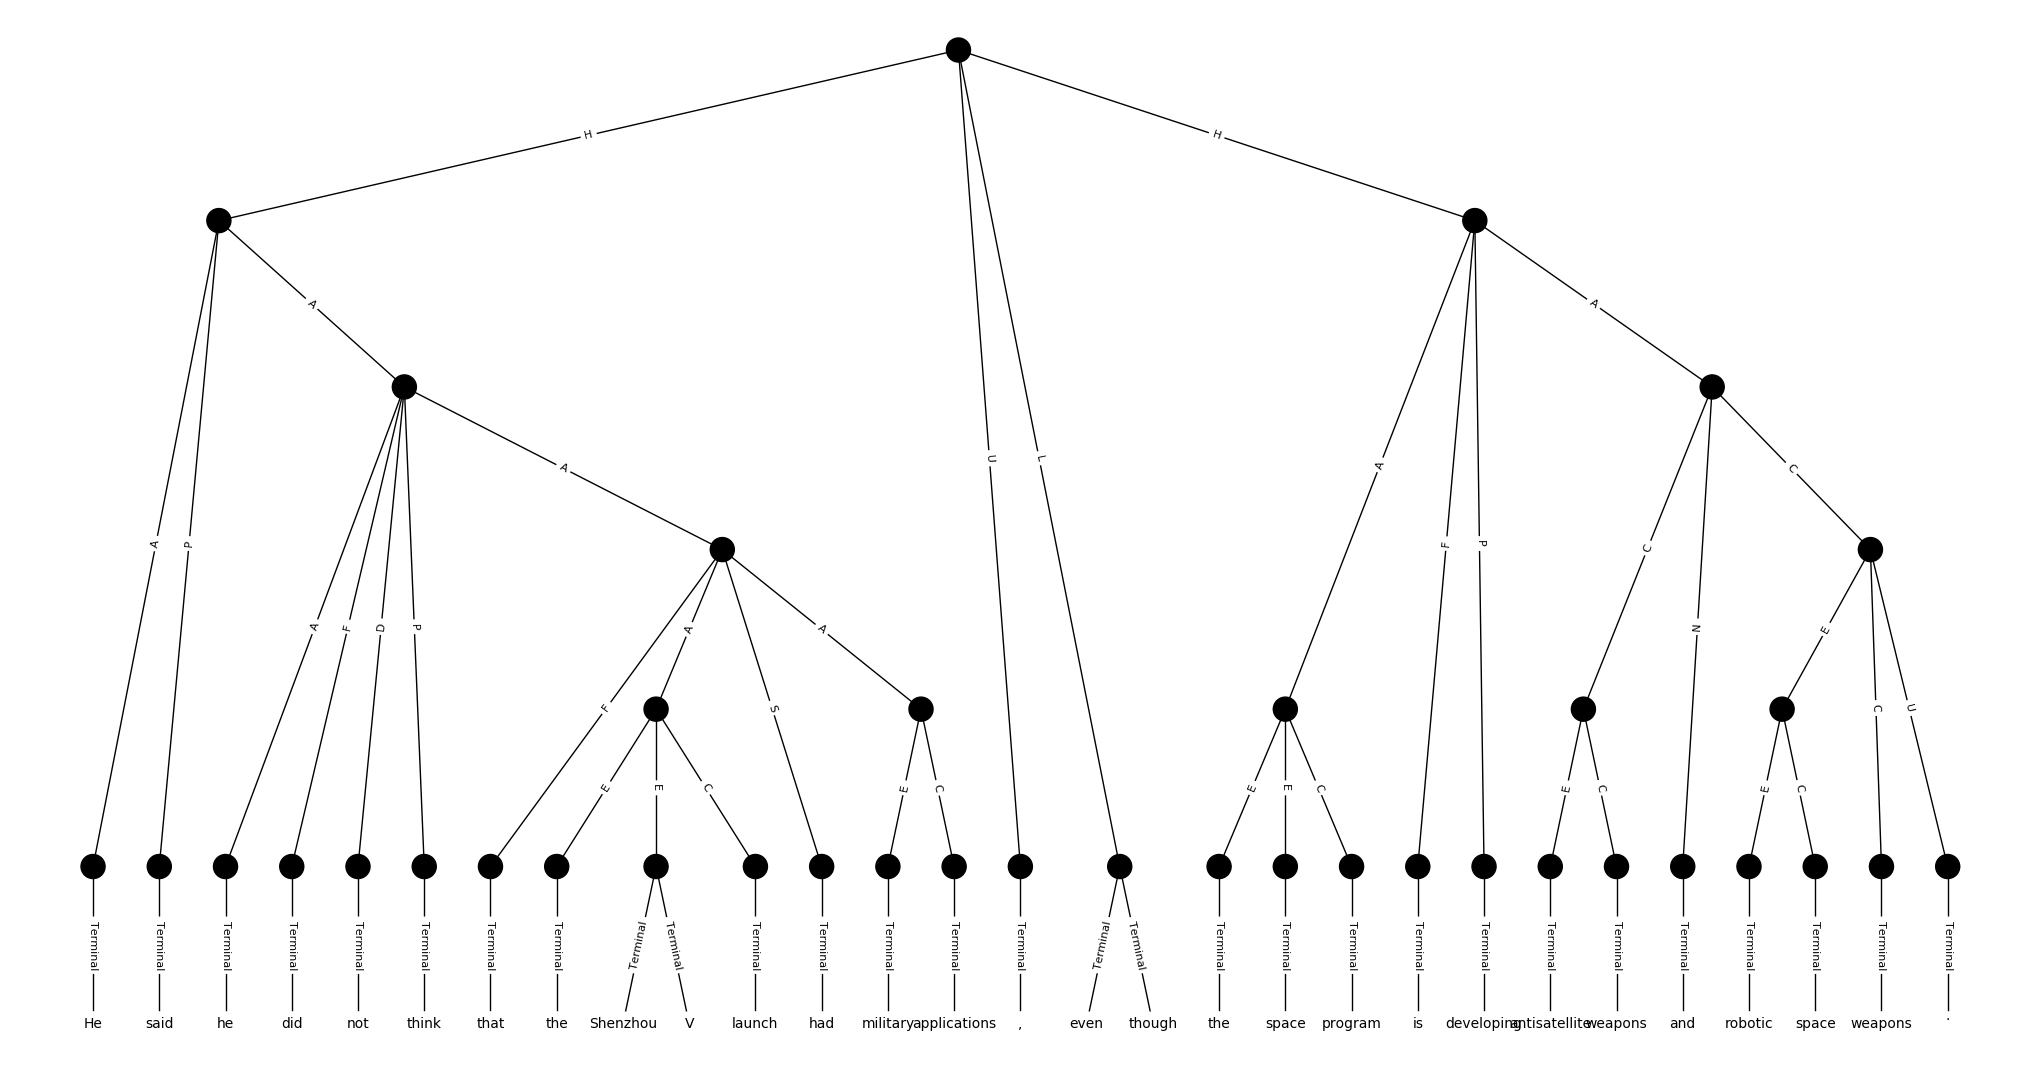 H H
A A
A U L A
C
A P A F D P F A S A F P C N E C U
E E C E C E E C E C E C
Terminal Terminal Terminal Terminal Terminal Terminal Terminal Terminal Terminal Terminal Terminal Terminal Terminal Terminal Terminal Terminal Terminal Terminal Terminal Terminal Terminal Terminal Terminal Terminal Terminal Terminal Terminal Terminal Terminal
He said he did not think that the Shenzhou V launch had military applications , even though the space program is developing antisatellite weapons and robotic space weapons .